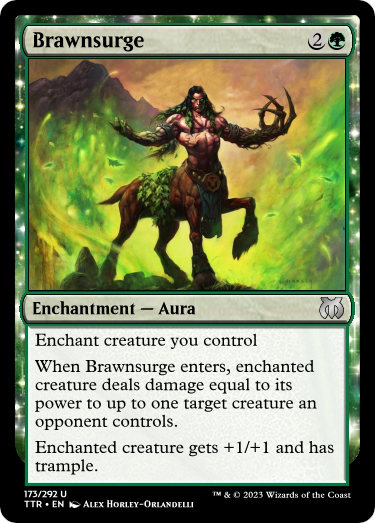 Brawnsurge 2
Enchantment — Aura
Enchant creature you control
When Brawnsurge enters, enchanted
creature deals damage equal to its
power to up to one target creature an
opponent controls.
Enchanted creature gets +1/+1 and has
trample.
173/292 U
TTR • EN Alex Horley-Orlandelli
™ & © 2023 Wizards of the Coast